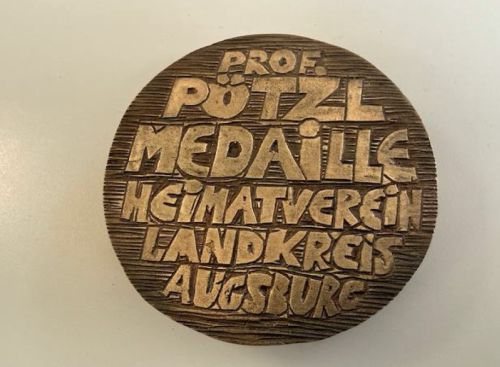 PROF.
PÖTZL
MEDAiLLE
HEiMATVEREiN
LANDKREiS
AUGSBURG